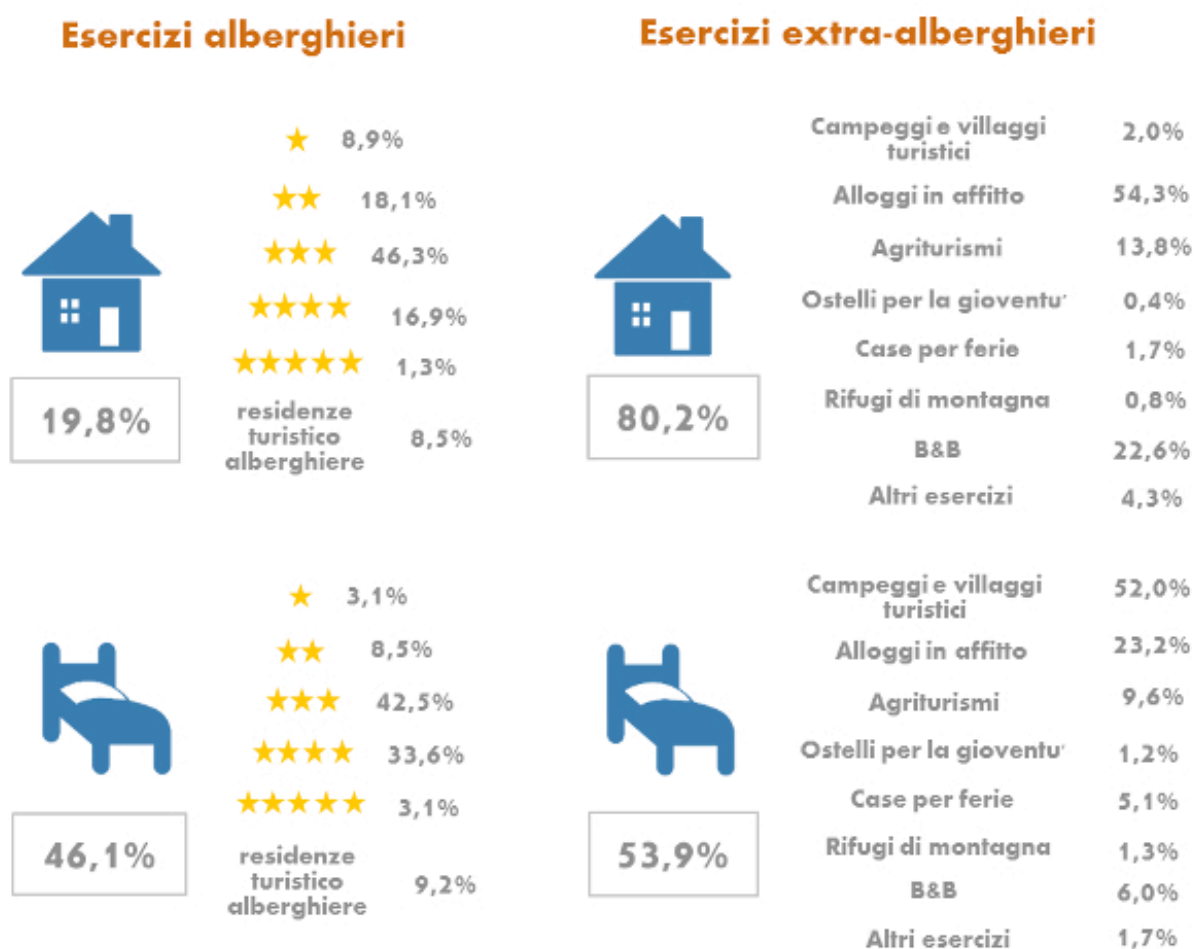 Esercizi alberghieri
8,9%
18,1%
46,3%
16,9%
1,3%
residenze
turistico
alberghiere
8,5%
19,8%
Esercizi extra-alberghieri
Campeggi e villaggi
turistici
2,0%
Alloggi in affitto 54,3%
Agriturismi 13,8%
Ostelli per la gioventu' 0,4%
Case per ferie 1,7%
Rifugi di montagna 0,8%
B&B 22,6%
Altri esercizi 4,3%
80,2%
3,1%
8,5%
42,5%
33,6%
3,1%
residenze
turistico
alberghiere
9,2%
46,1%
Campeggi e villaggi
turistici
52,0%
Alloggi in affitto 23,2%
Agriturismi 9,6%
Ostelli per la gioventu' 1,2%
Case per ferie 5,1%
Rifugi di montagna 1,3%
B&B 6,0%
Altri esercizi 1,7%
53,9%